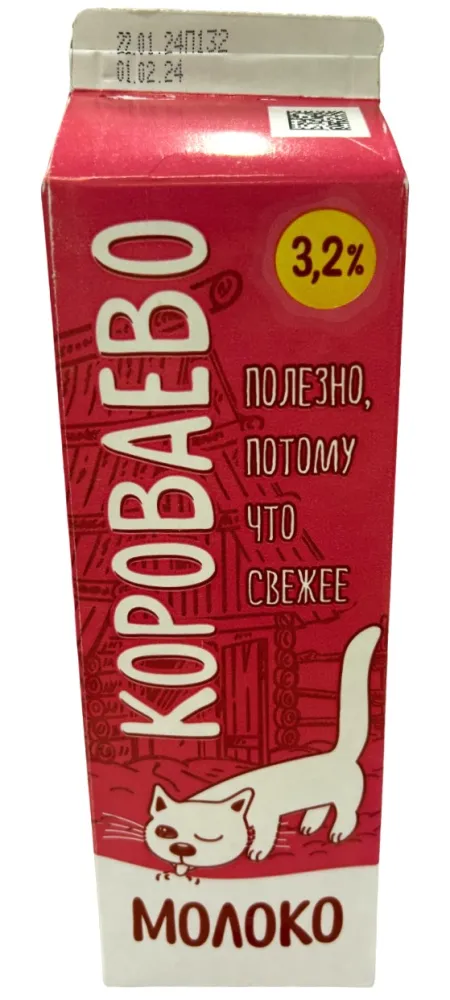 22.01.24П132
01.02.24
3,2%
КОРОВАЕВО
ПОЛЕЗНО,
ПОТОМУ
ЧТО
СВЕЖЕЕ
МОЛОКО